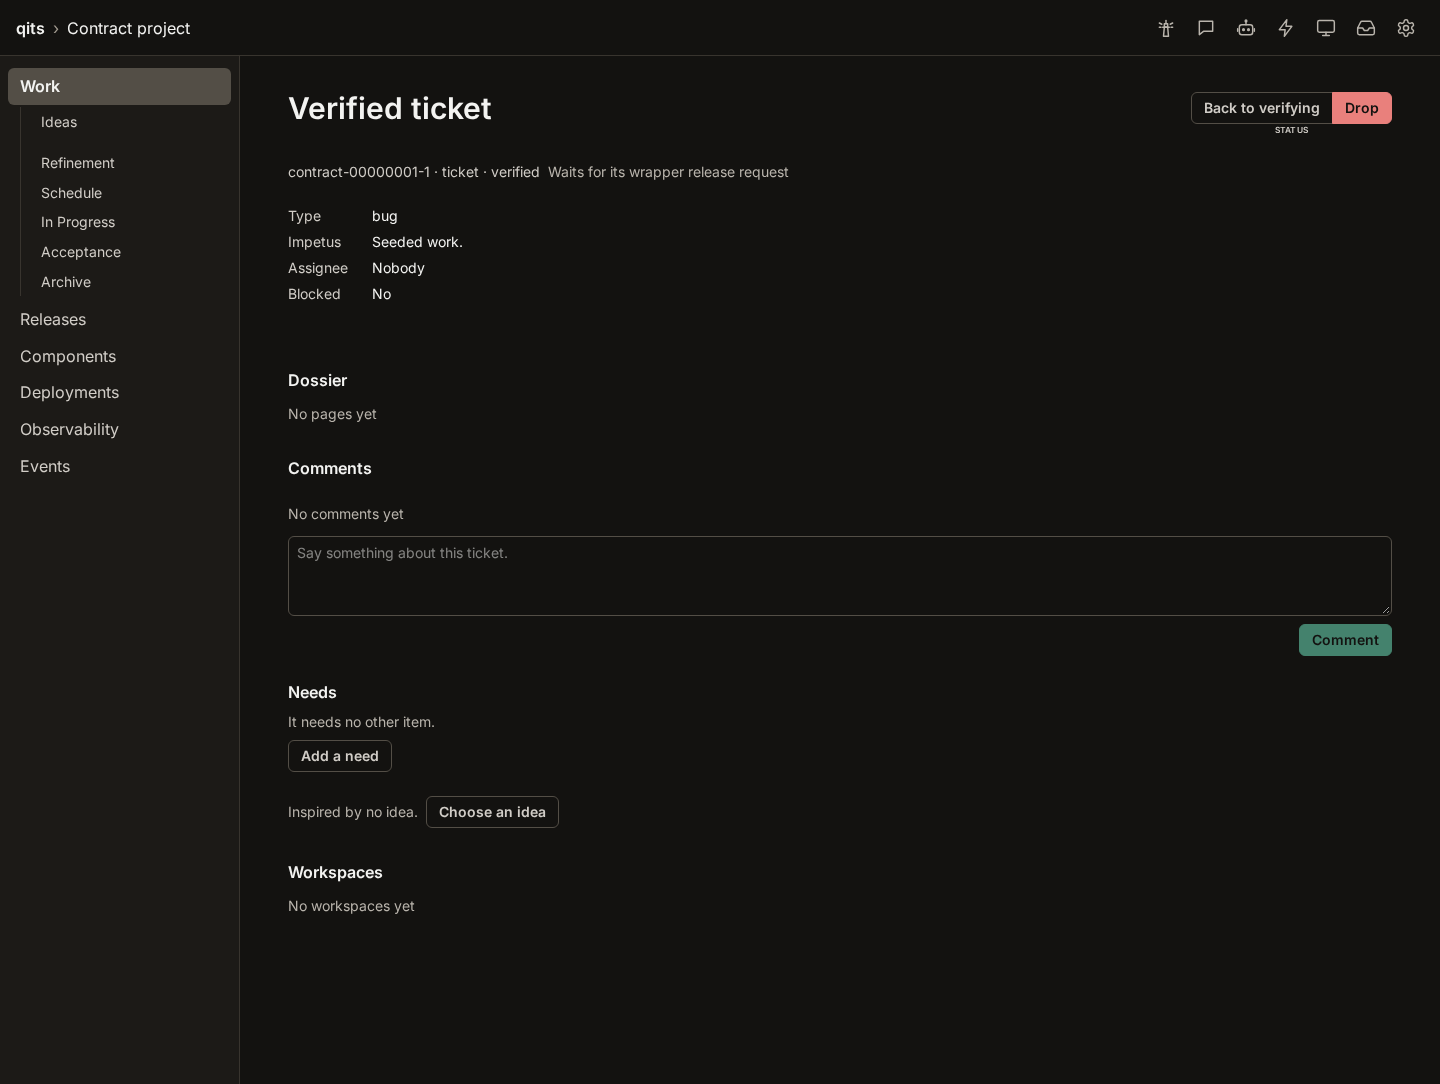 qits › Contract project
Work
Ideas
Refinement
Schedule
In Progress
Acceptance
Archive
Releases
Components
Deployments
Observability
Events
Verified ticket
Back to verifying
Drop
STATUS
contract-00000001-1 · ticket · verified Waits for its wrapper release request
Type bug
Impetus Seeded work.
Assignee Nobody
Blocked No
Dossier
No pages yet
Comments
No comments yet
Say something about this ticket.
Comment
Needs
It needs no other item.
Add a need
Inspired by no idea. Choose an idea
Workspaces
No workspaces yet